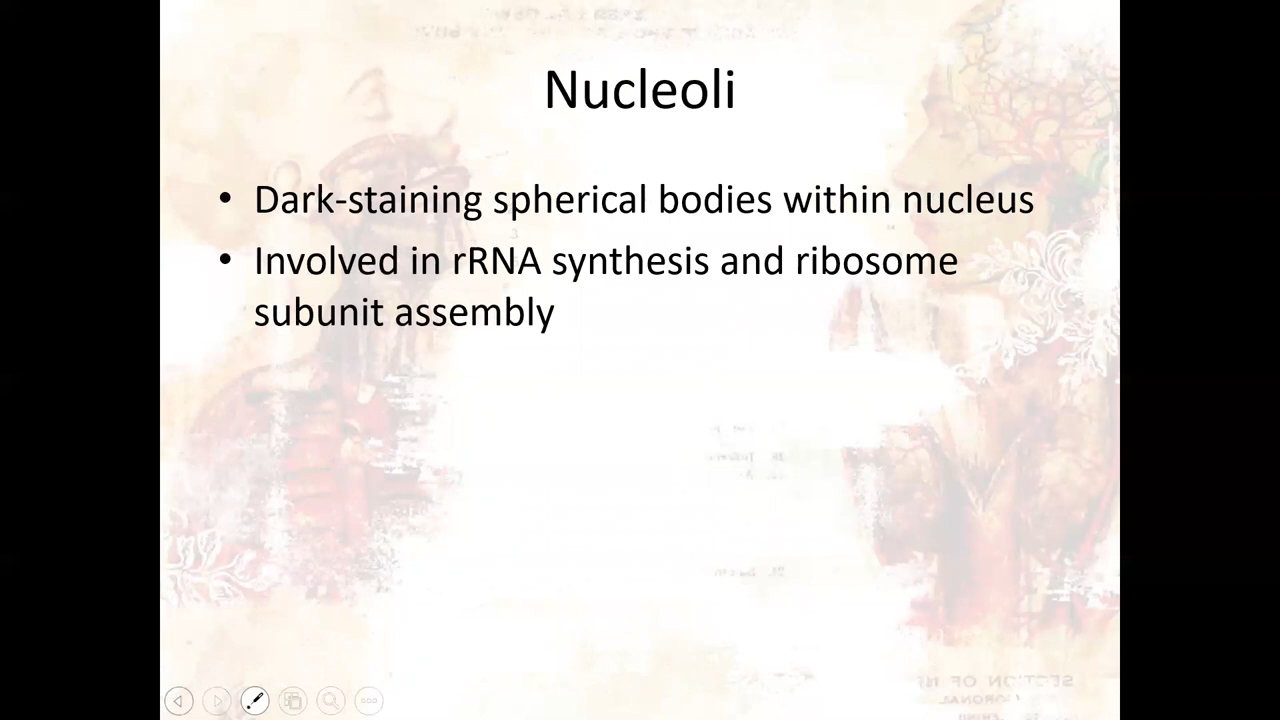 Nucleoli
• Dark-staining spherical bodies within nucleus
• Involved in rRNA synthesis and ribosome
subunit assembly